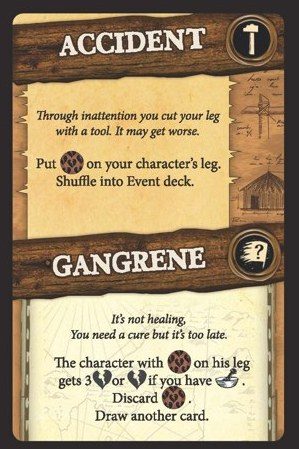 ACCIDENT
Through inattention you cut your leg
with a tool. It may get worse.
Put on your character's leg.
Shuffle into Event deck.
GANGRENE
?
It's not healing,
You need a cure but it's too late.
The character with on his leg
gets 3 or if you have .
Discard .
Draw another card.